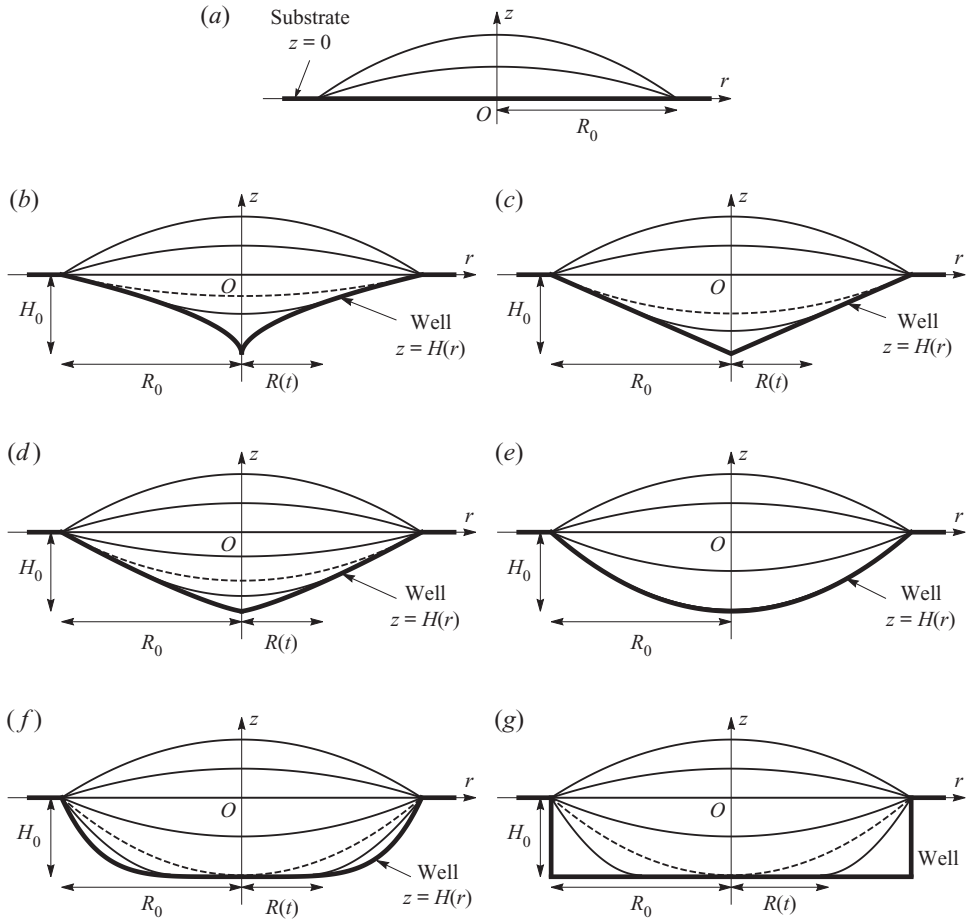 (a)
Substrate
z = 0
z
r
O
R₀
(b)
z
r
O
H₀
Well
z = H(r)
R₀
R(t)
(c)
z
r
O
H₀
Well
z = H(r)
R₀
R(t)
(d)
z
r
O
H₀
Well
z = H(r)
R₀
R(t)
(e)
z
r
O
H₀
Well
z = H(r)
R₀
(f)
z
r
O
H₀
Well
z = H(r)
R₀
R(t)
(g)
z
r
O
H₀
Well
R₀
R(t)